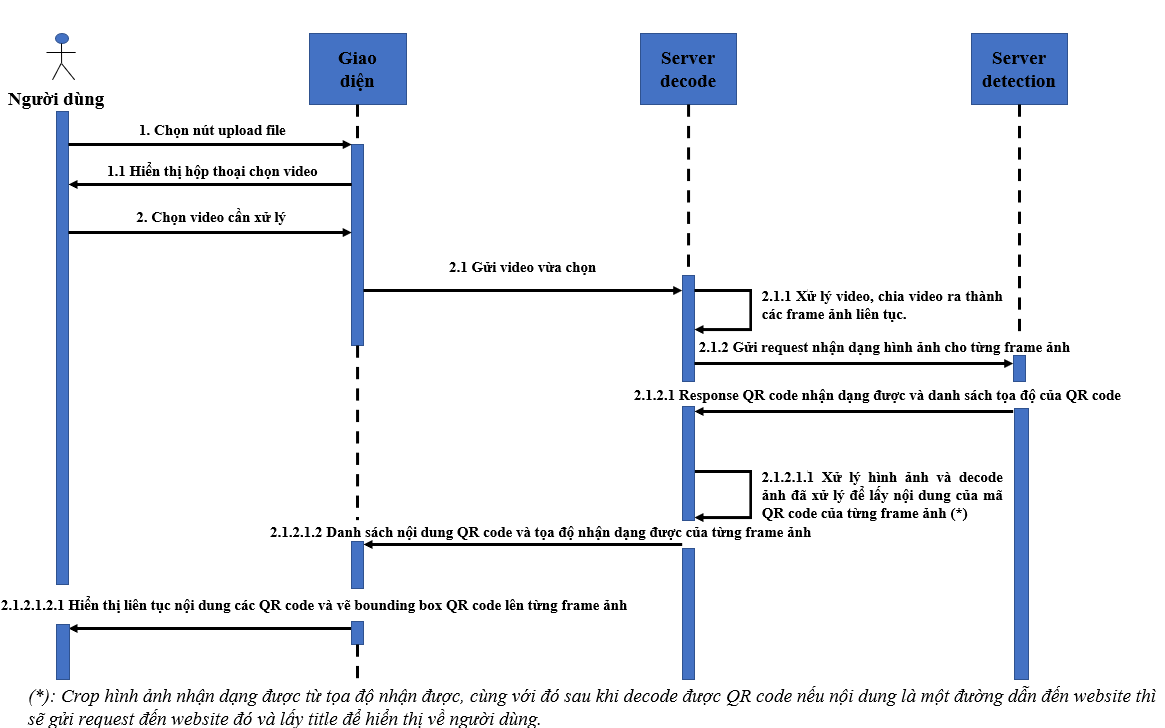 Người dùng
Giao
diện
Server
decode
Server
detection
1. Chọn nút upload file
1.1 Hiển thị hộp thoại chọn video
2. Chọn video cần xử lý
2.1 Gửi video vừa chọn
2.1.1 Xử lý video, chia video ra thành
các frame ảnh liên tục.
2.1.2 Gửi request nhận dạng hình ảnh cho từng frame ảnh
2.1.2.1 Response QR code nhận dạng được và danh sách tọa độ của QR code
2.1.2.1.1 Xử lý hình ảnh và decode
ảnh đã xử lý để lấy nội dung của mã
QR code của từng frame ảnh (*)
2.1.2.1.2 Danh sách nội dung QR code và tọa độ nhận dạng được của từng frame ảnh
2.1.2.1.2.1 Hiển thị liên tục nội dung các QR code và vẽ bounding box QR code lên từng frame ảnh
(*): Crop hình ảnh nhận dạng được từ tọa độ nhận được, cùng với đó sau khi decode được QR code nếu nội dung là một đường dẫn đến website thì
sẽ gửi request đến website đó và lấy title để hiển thị về người dùng.